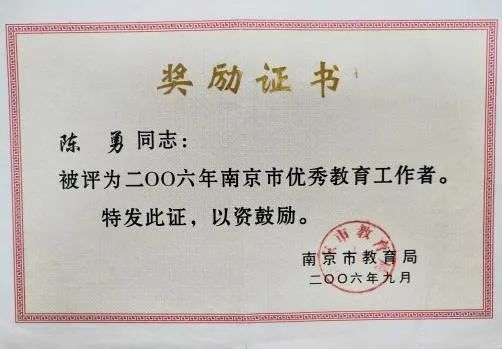 奖励证书
陈 勇 同志:
被评为二〇〇六年南京市优秀教育工作者。
特发此证，以资鼓励。
南京市教育局
二〇〇六年九月